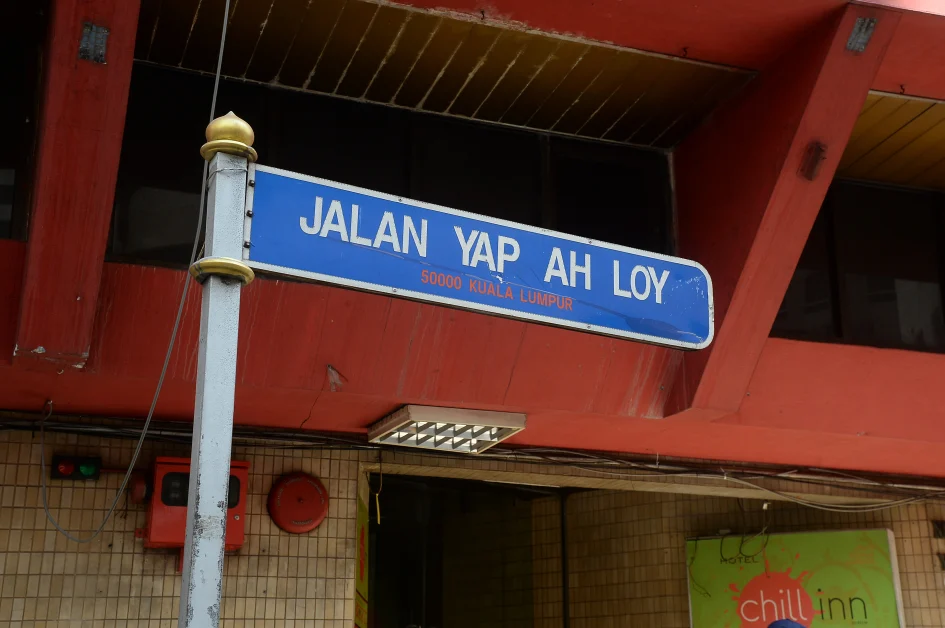 JALAN YAP AH LOY
50000 KUALA LUMPUR
HOTEL
chill inn